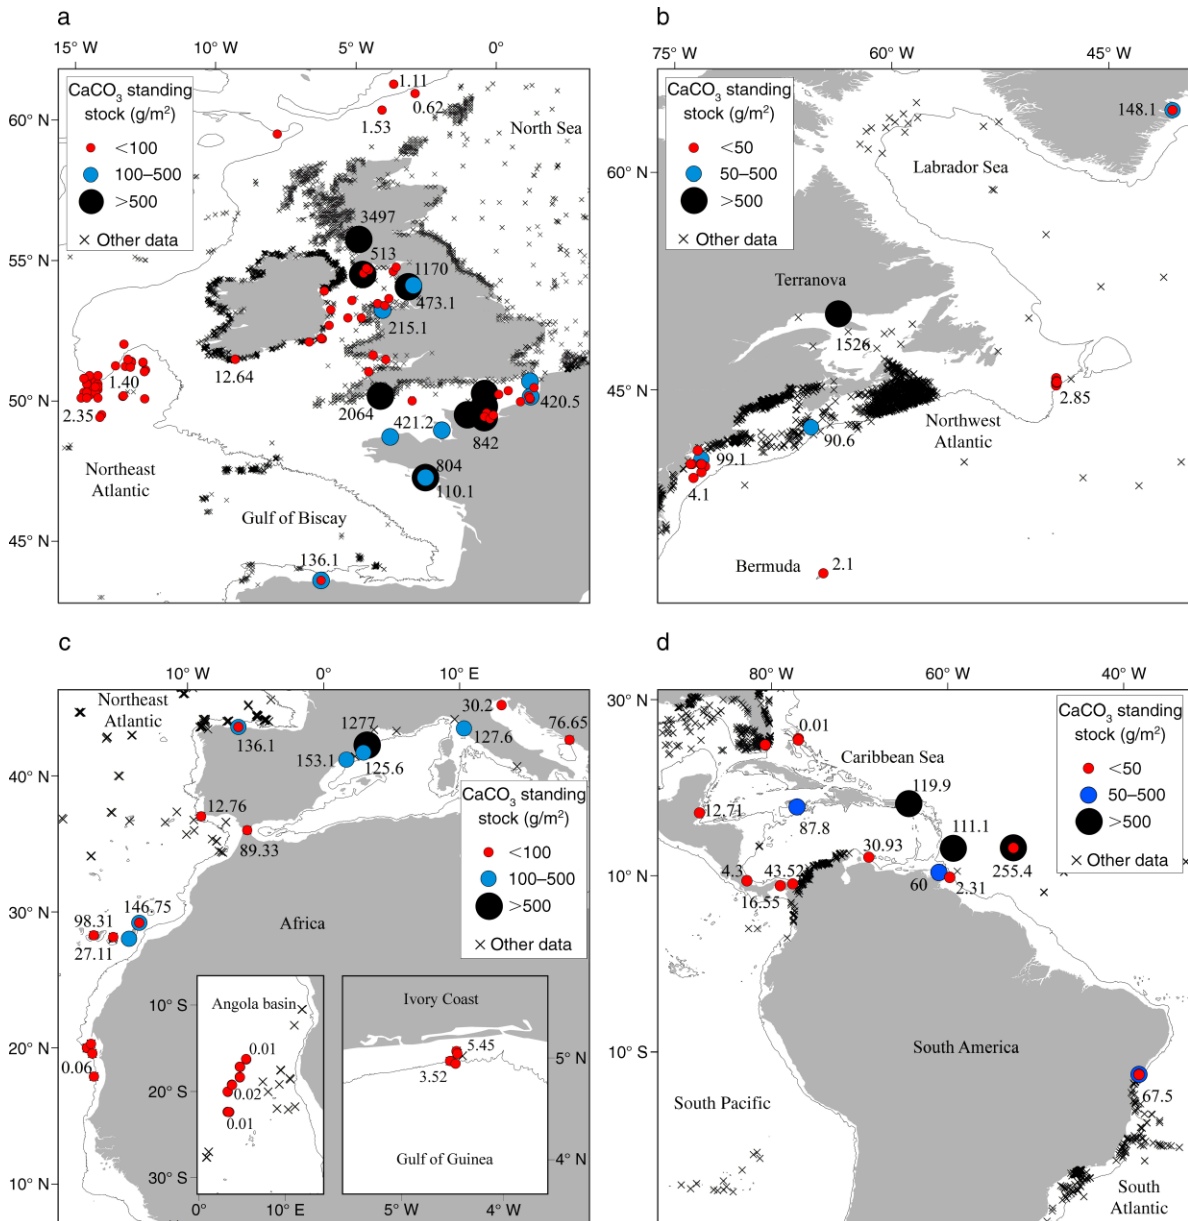 a
15° W 10° W 5° W 0°
60° N
55° N
50° N
45° N
CaCO3 standing
stock (g/m2)
<100
100–500
>500
× Other data
1.11
0.62
1.53
North Sea
3497
513
1170
473.1
215.1
12.64
1.40
2.35
2064
421.2
420.5
842
804
110.1
Northeast
Atlantic
Gulf of Biscay
136.1
b
75° W 60° W 45° W
60° N
45° N
CaCO3 standing
stock (g/m2)
<50
50–500
>500
× Other data
148.1
Labrador Sea
Terranova
1526
2.85
Northwest
Atlantic
90.6
99.1
4.1
Bermuda
2.1
c
10° W 0° 10° E
40° N
30° N
20° N
10° N
Northeast
Atlantic
136.1
1277
153.1
125.6
30.2
127.6
76.65
CaCO3 standing
stock (g/m2)
<100
100–500
>500
× Other data
12.76
89.33
146.75
98.31
27.11
Africa
0.06
Angola basin
10° S
20° S
30° S
0° 10° E
0.01
0.02
0.01
Ivory Coast
5.45
3.52
5° N
4° N
Gulf of Guinea
5° W 4° W
d
80° W 60° W 40° W
30° N
10° N
10° S
CaCO3 standing
stock (g/m2)
<50
50–500
>500
× Other data
0.01
Caribbean Sea
119.9
12.71
87.8
111.1
255.4
30.93
4.3
43.52
16.55
60
2.31
South America
South Pacific
67.5
South
Atlantic